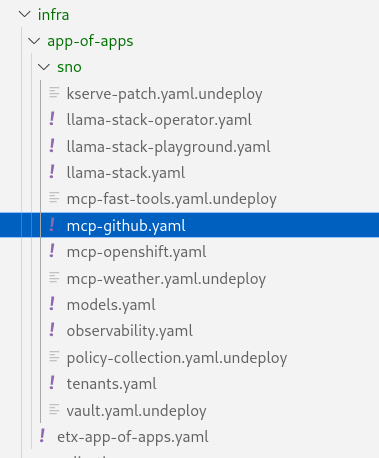 infra
app-of-apps
sno
kserve-patch.yaml.undeploy
! llama-stack-operator.yaml
! llama-stack-playground.yaml
! llama-stack.yaml
mcp-fast-tools.yaml.undeploy
! mcp-github.yaml
! mcp-openshift.yaml
mcp-weather.yaml.undeploy
! models.yaml
! observability.yaml
policy-collection.yaml.undeploy
! tenants.yaml
vault.yaml.undeploy
! etx-app-of-apps.yaml